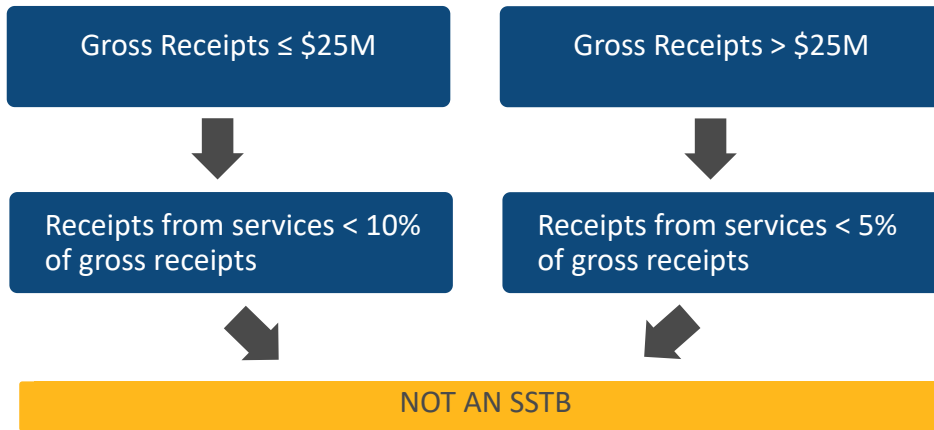 Gross Receipts ≤ $25M
Gross Receipts > $25M
Receipts from services < 10%
of gross receipts
Receipts from services < 5%
of gross receipts
NOT AN SSTB